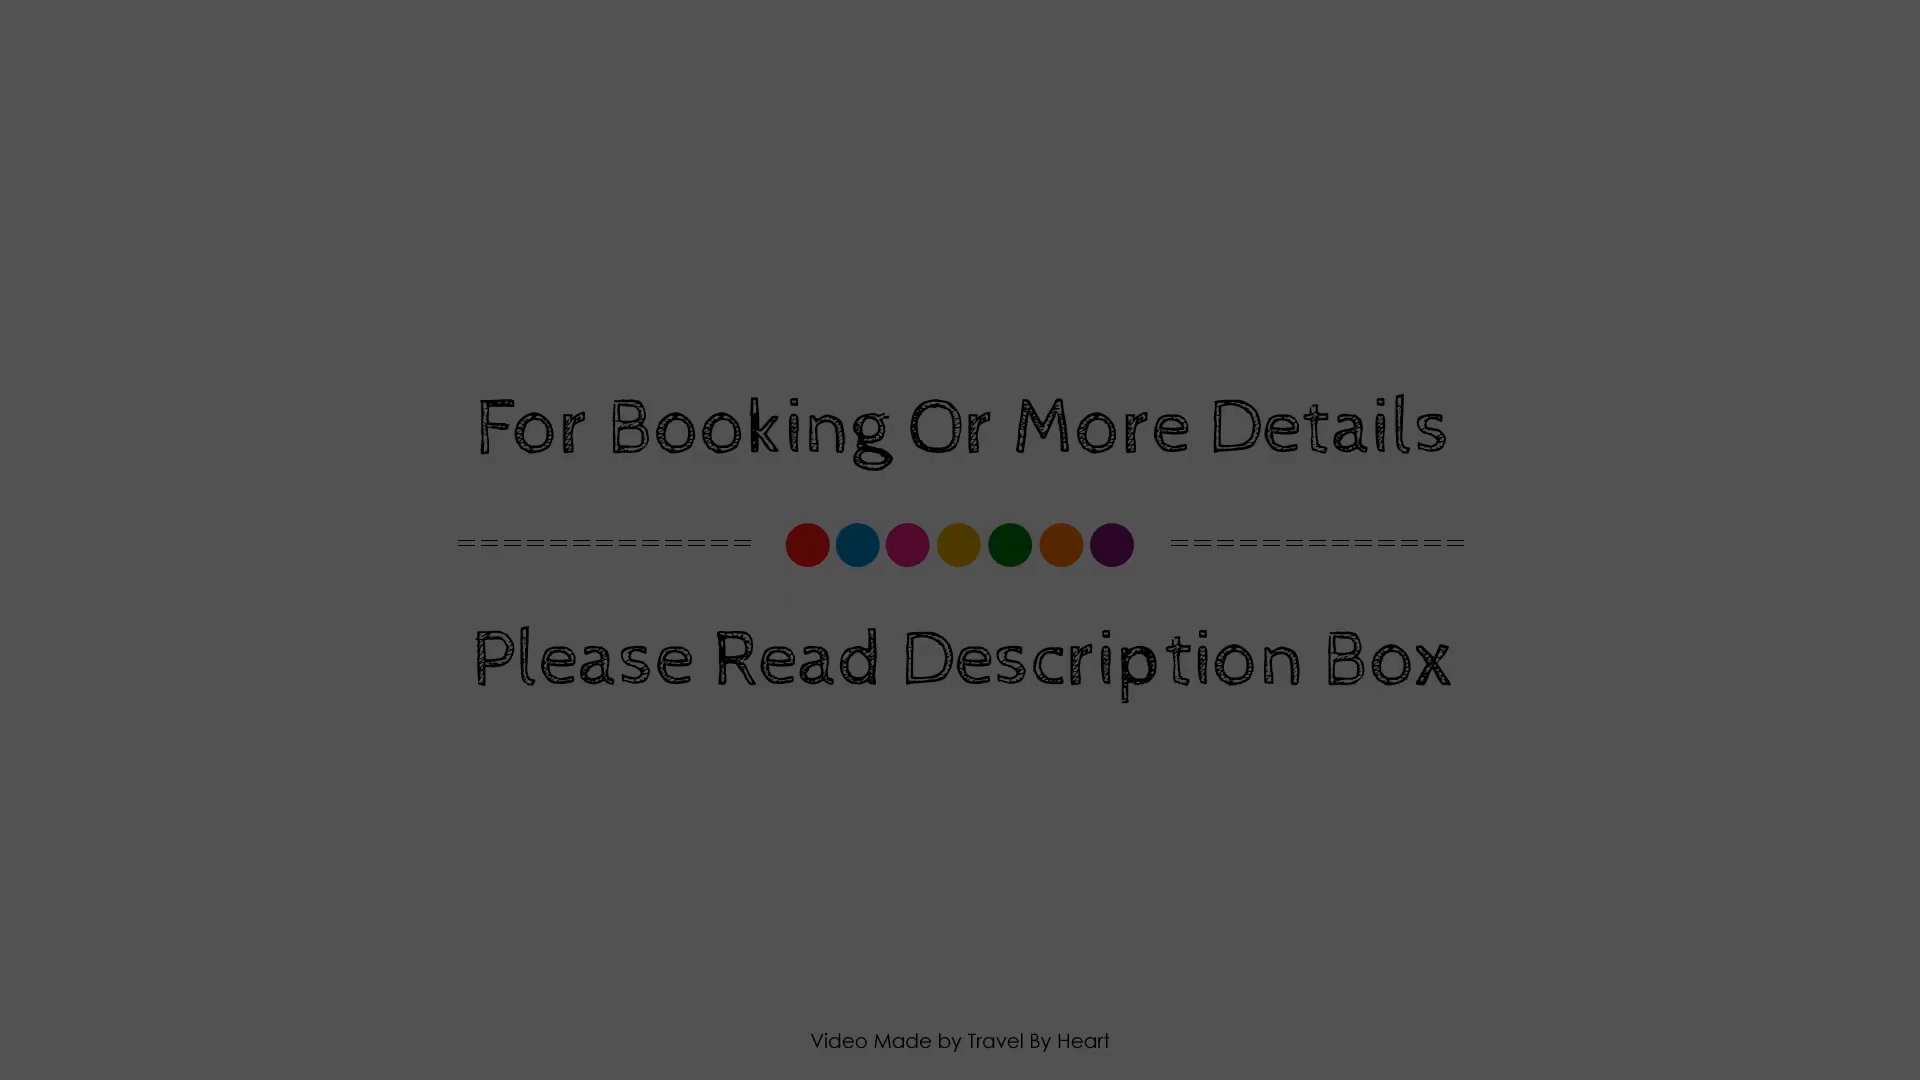 For Booking Or More Details
============= =============
Please Read Description Box
Video Made by Travel By Heart